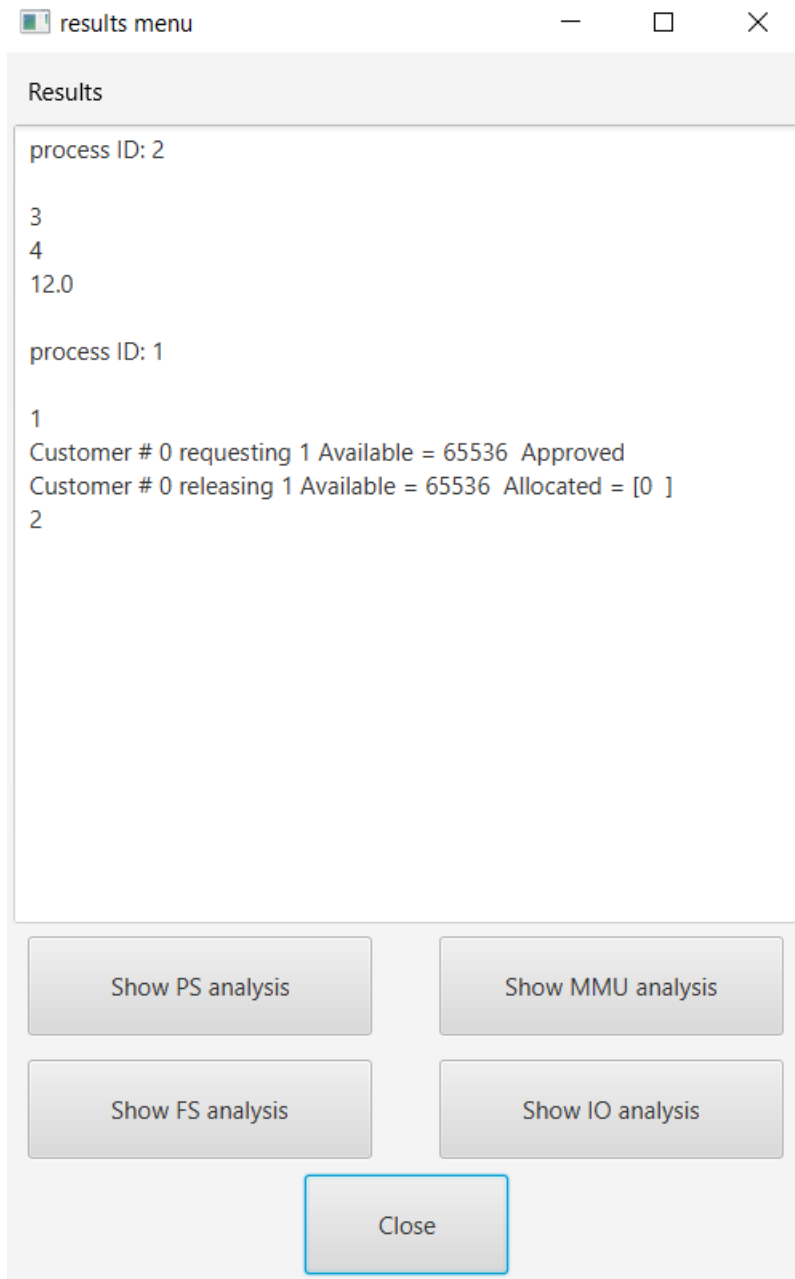 results menu
Results
process ID: 2
3
4
12.0
process ID: 1
1
Customer # 0 requesting 1 Available = 65536  Approved
Customer # 0 releasing 1 Available = 65536  Allocated = [0  ]
2
Show PS analysis
Show MMU analysis
Show FS analysis
Show IO analysis
Close